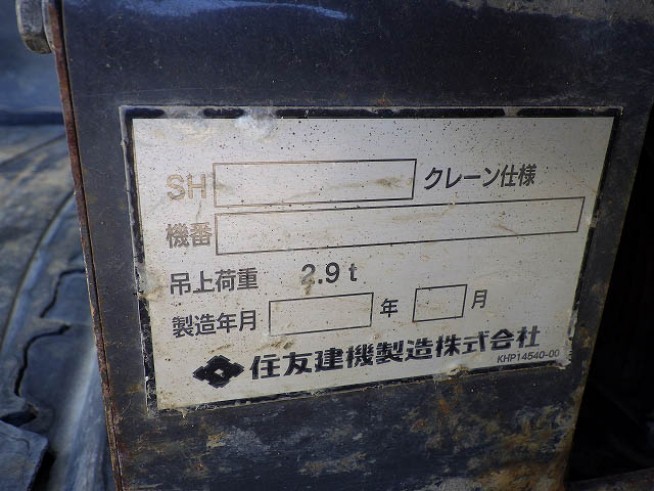 SH クレーン仕様
機番
吊上荷重 2.9 t
製造年月 年 月
住友建機製造株式会社
KHP14540-00